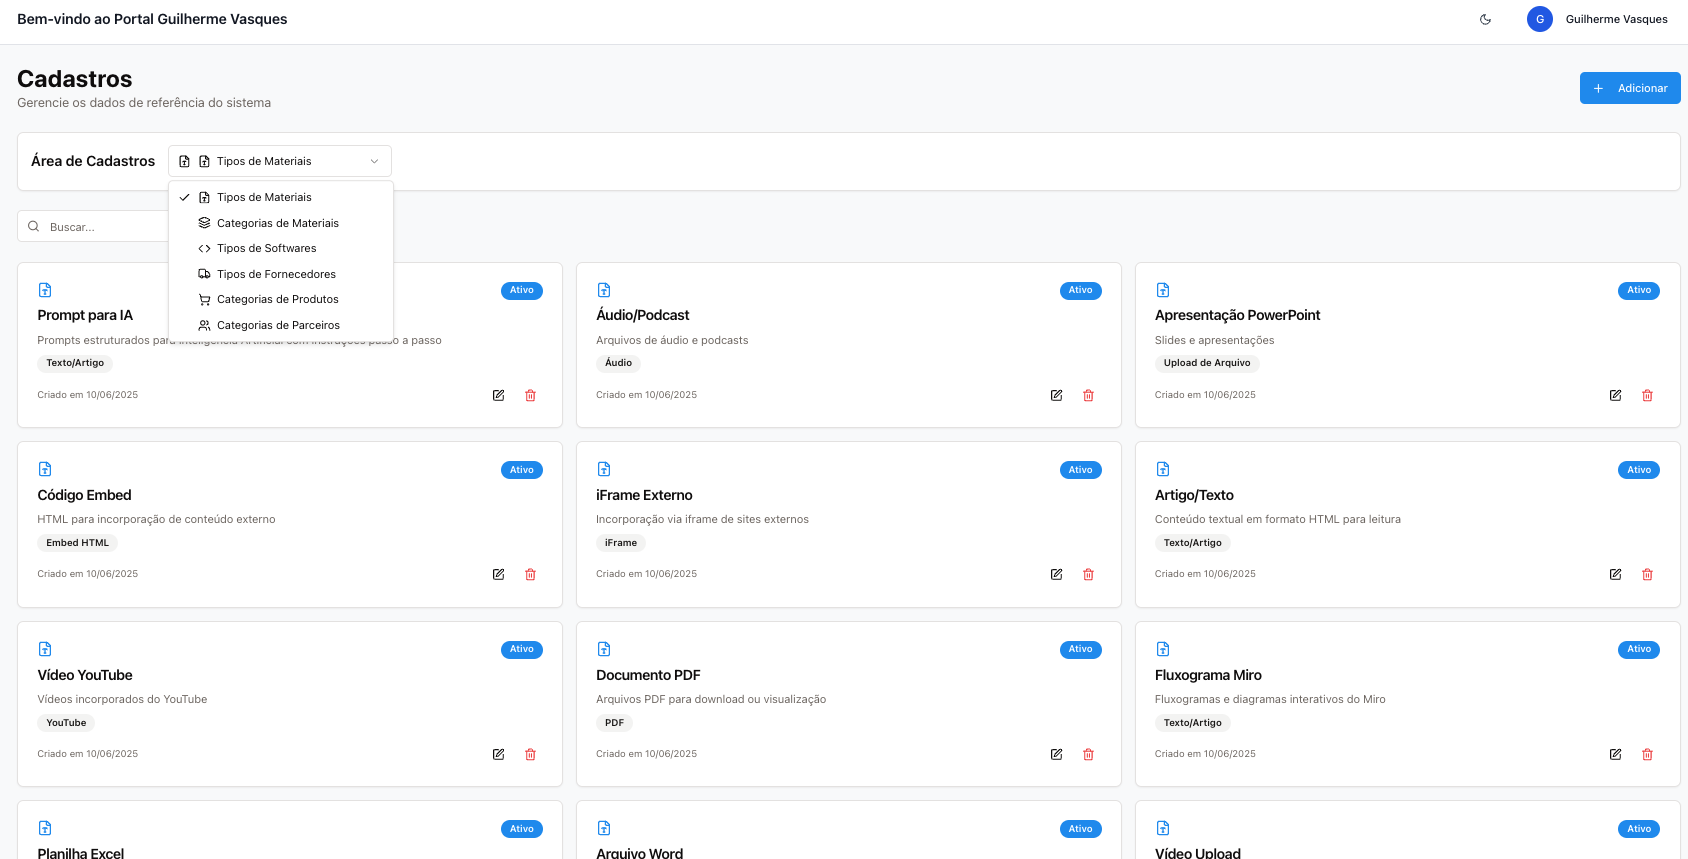 Bem-vindo ao Portal Guilherme Vasques
G
Guilherme Vasques
Cadastros
Gerencie os dados de referência do sistema
Adicionar
Área de Cadastros
Tipos de Materiais
Tipos de Materiais
Categorias de Materiais
Tipos de Softwares
Tipos de Fornecedores
Categorias de Produtos
Categorias de Parceiros
Buscar...
Ativo
Prompt para IA
Prompts estruturados para Inteligência Artificial com instruções passo a passo
Texto/Artigo
Criado em 10/06/2025
Ativo
Áudio/Podcast
Arquivos de áudio e podcasts
Áudio
Criado em 10/06/2025
Ativo
Apresentação PowerPoint
Slides e apresentações
Upload de Arquivo
Criado em 10/06/2025
Ativo
Código Embed
HTML para incorporação de conteúdo externo
Embed HTML
Criado em 10/06/2025
Ativo
iFrame Externo
Incorporação via iframe de sites externos
iFrame
Criado em 10/06/2025
Ativo
Artigo/Texto
Conteúdo textual em formato HTML para leitura
Texto/Artigo
Criado em 10/06/2025
Ativo
Vídeo YouTube
Vídeos incorporados do YouTube
YouTube
Criado em 10/06/2025
Ativo
Documento PDF
Arquivos PDF para download ou visualização
PDF
Criado em 10/06/2025
Ativo
Fluxograma Miro
Fluxogramas e diagramas interativos do Miro
Texto/Artigo
Criado em 10/06/2025
Ativo
Planilha Excel
Ativo
Arquivo Word
Ativo
Vídeo Upload